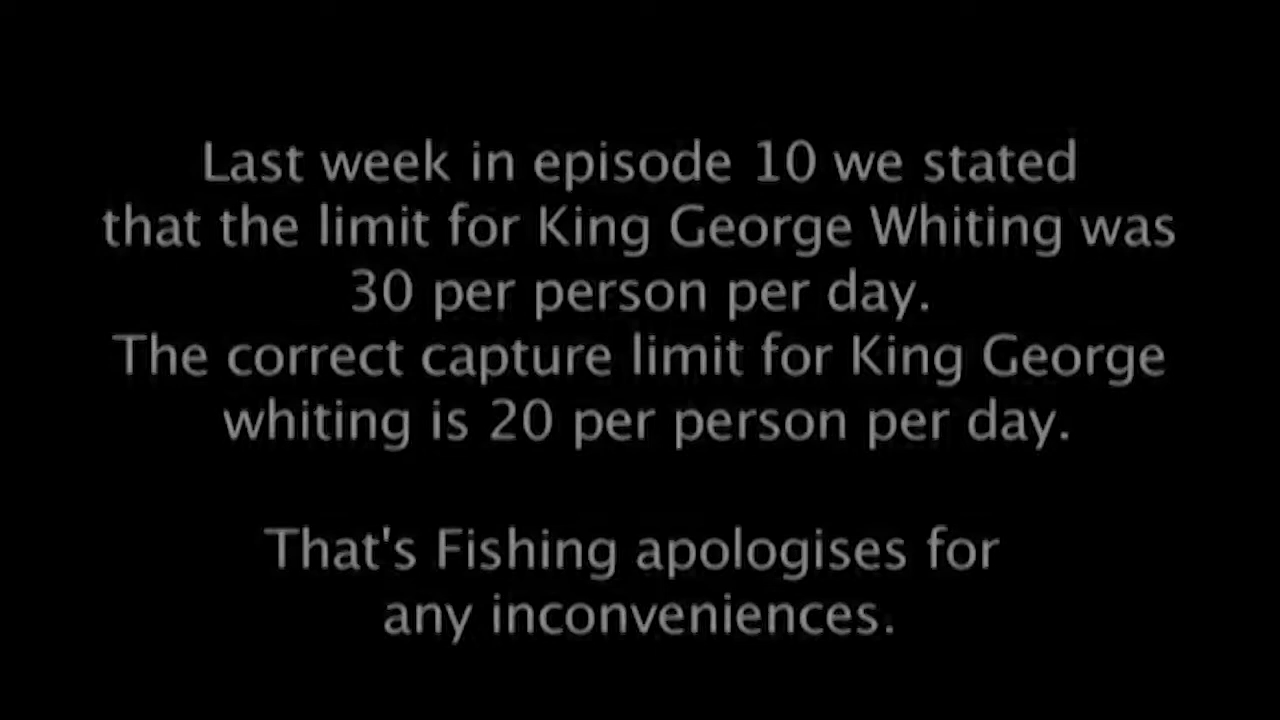 Last week in episode 10 we stated
that the limit for King George Whiting was
30 per person per day.
The correct capture limit for King George
whiting is 20 per person per day.
That's Fishing apologises for
any inconveniences.